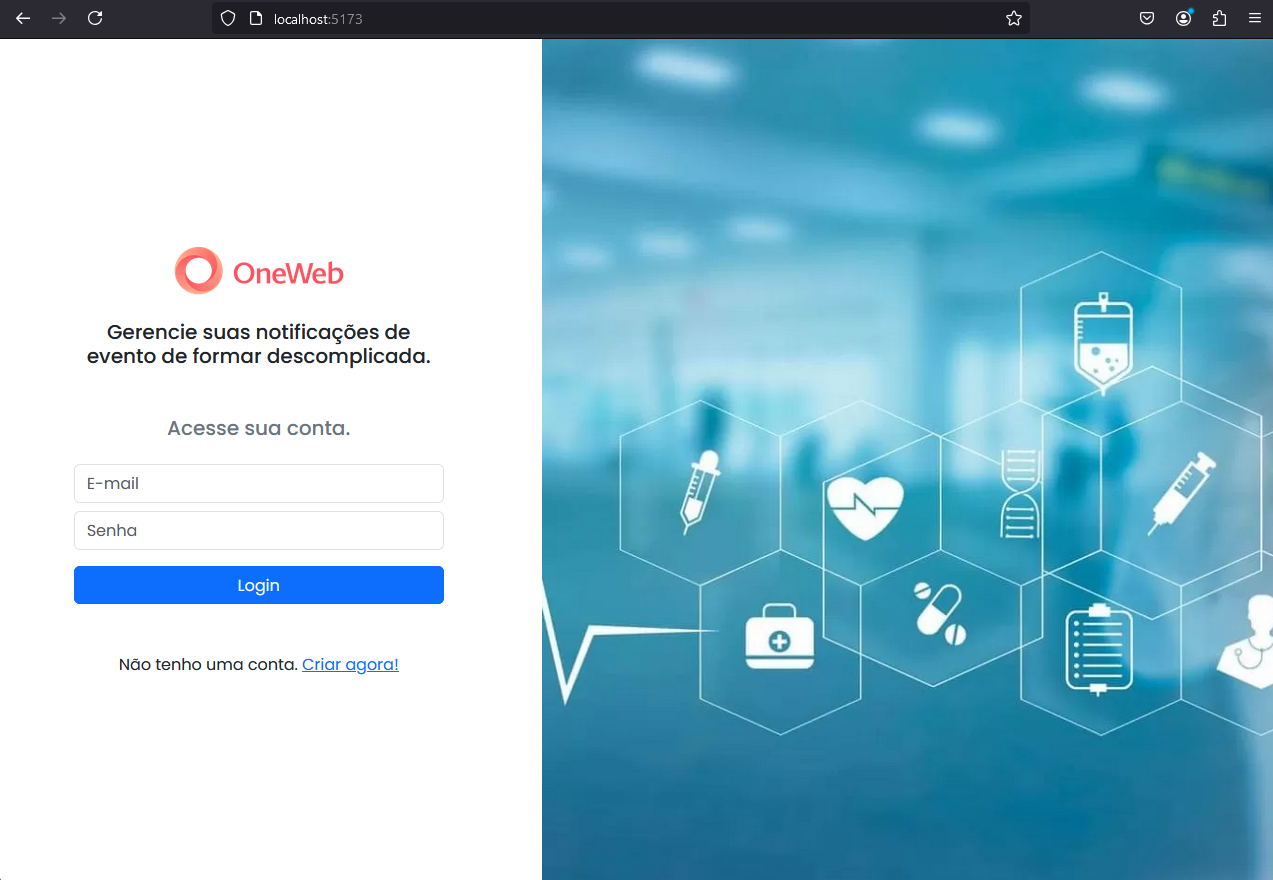 localhost:5173
OneWeb
Gerencie suas notificações de
evento de formar descomplicada.
Acesse sua conta.
E-mail
Senha
Login
Não tenho uma conta. Criar agora!